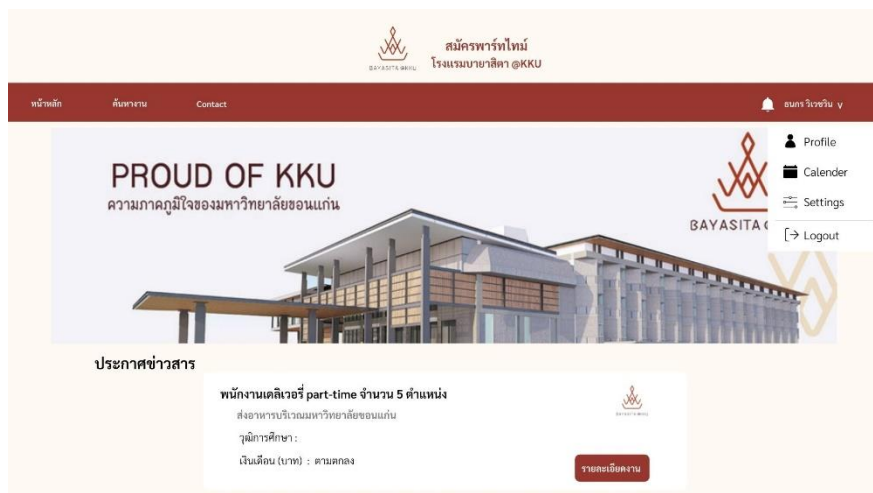 BAYASITA @KKU
สมัครพาร์ทไทม์
โรงแรมบายาสิตา @KKU
หน้าหลัก
ค้นหางาน
Contact
ธนกร วิเวชวิน v
Profile
Calender
Settings
Logout
PROUD OF KKU
ความภาคภูมิใจของมหาวิทยาลัยขอนแก่น
BAYASITA
ประกาศข่าวสาร
พนักงานเดลิเวอรี่ part-time จำนวน 5 ตำแหน่ง
ส่งอาหารบริเวณมหาวิทยาลัยขอนแก่น
วุฒิการศึกษา :
เงินเดือน (บาท) : ตามตกลง
BAYASITA @KKU
รายละเอียดงาน